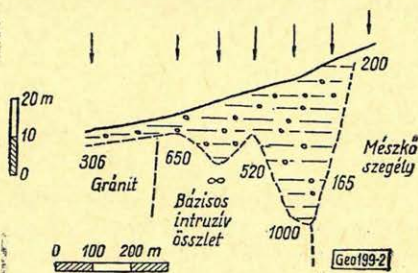 200
20 m
10
0
306
650
520
165
1000
∞
Gránit
Bázisos
intruzív
összlet
Mészkő
szegély
0 100 200 m
Geo199-2